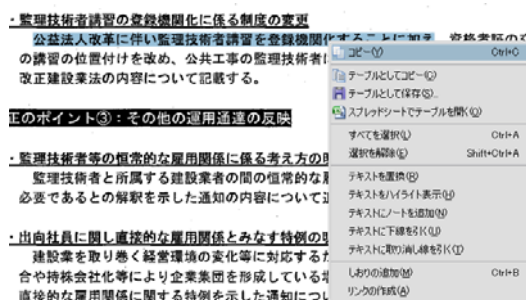 ・監理技術者講習の登録機関化に係る制度の変更
公益法人改革に伴い監理技術者講習を登録機関化することに加え、資格者証の
の講習の位置付けを改め、公共工事の監理技術者
改正建設業法の内容について記載する。
正のポイント③：その他の運用通達の反映
・監理技術者等の恒常的な雇用関係に係る考え方の
監理技術者と所属する建設業者の間の恒常的な
必要であるとの解釈を示した通知の内容について
・出向社員に関し直接的な雇用関係とみなす特例の
建設業を取り巻く経営環境の変化等に対応する
合や持株会社化等により企業集団を形成している
直接的な雇用関係に関する特例を示した通知につい
コピー(Y) Ctrl+C
テーブルとしてコピー(C)
テーブルとして保存(S)...
スプレッドシートでテーブルを開く(O)
すべてを選択(L) Ctrl+A
選択を解除(E) Shift+Ctrl+A
テキストを置換(R)
テキストをハイライト表示(H)
テキストにノートを追加(N)
テキストに下線を引く(U)
テキストに取り消し線を引く(T)
しおりの追加(M) Ctrl+B
リンクの作成(A)